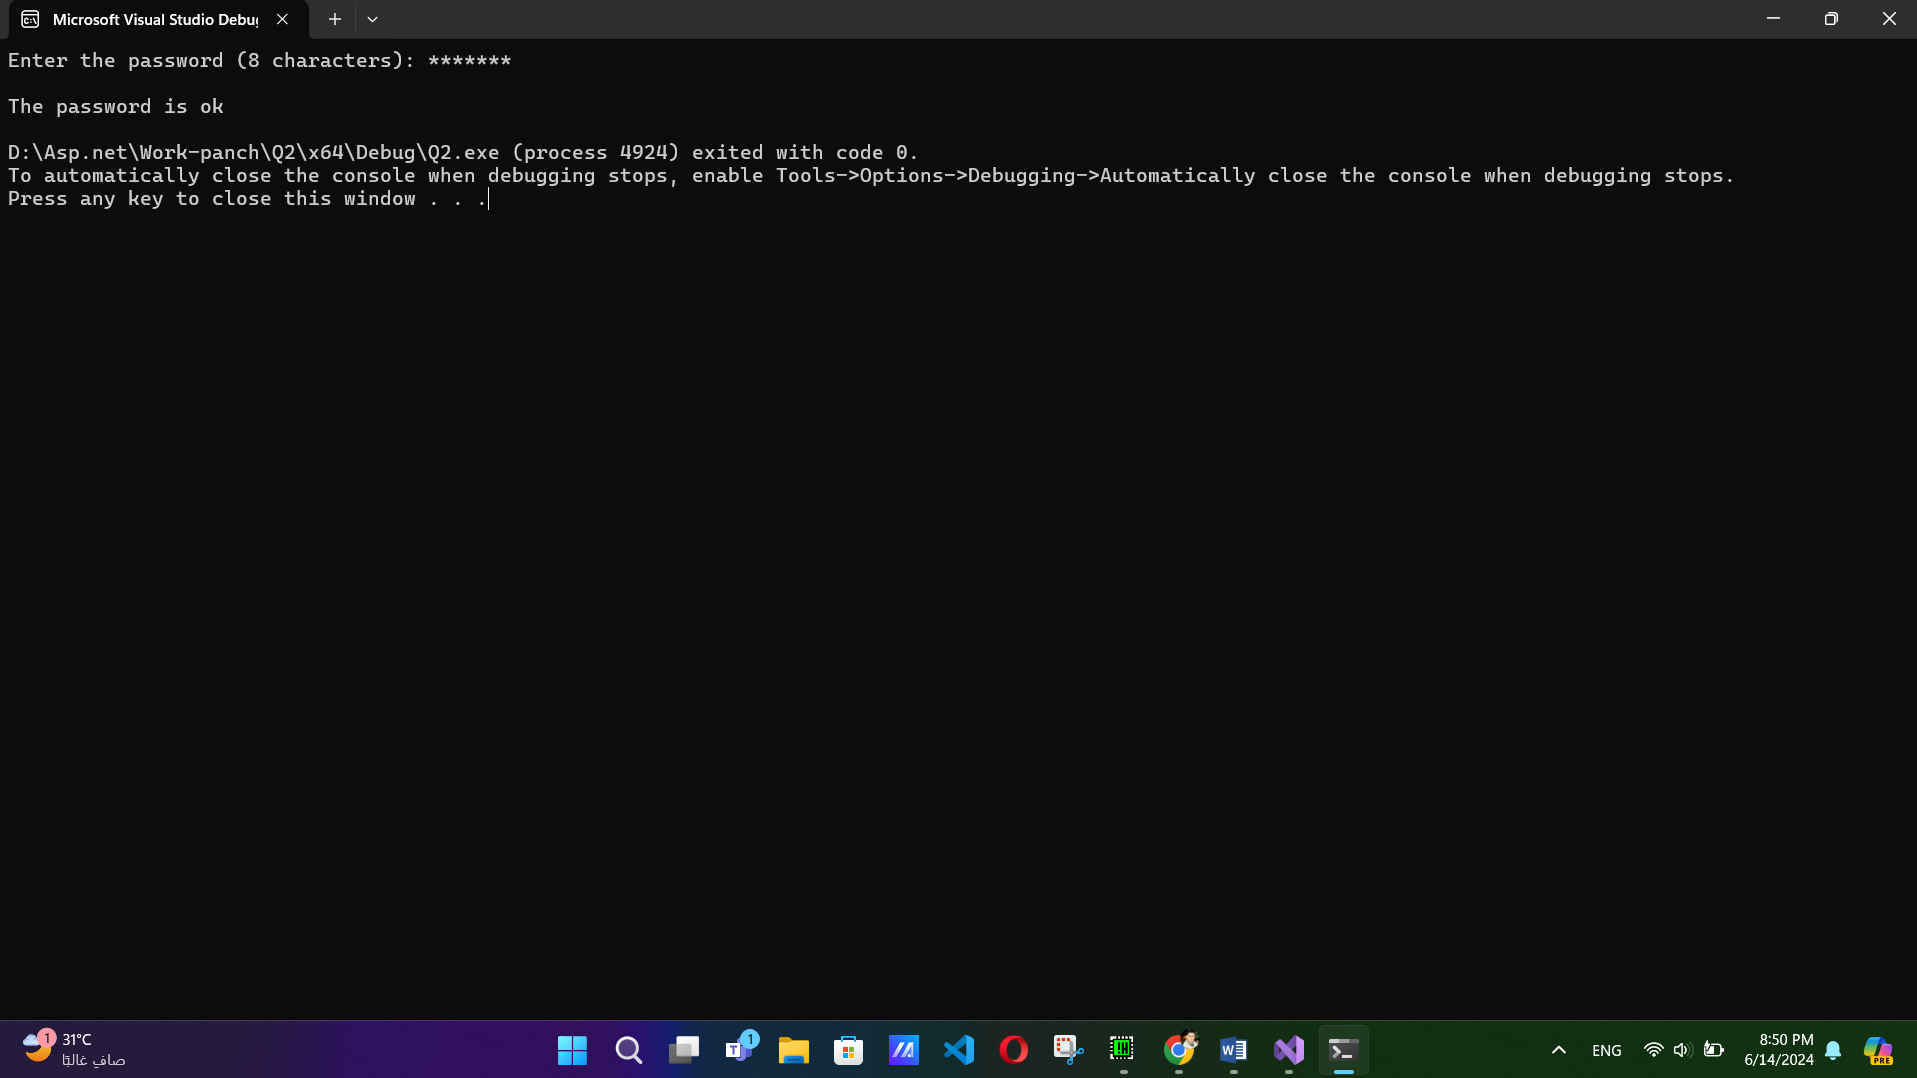 Microsoft Visual Studio Debu
Enter the password (8 characters): *******
The password is ok
D:\Asp.net\Work-panch\Q2\x64\Debug\Q2.exe (process 4924) exited with code 0.
To automatically close the console when debugging stops, enable Tools->Options->Debugging->Automatically close the console when debugging stops.
Press any key to close this window . . .
1
31°C
صافٍ غالبًا
T
1
W
ENG
8:50 PM
6/14/2024
PRE